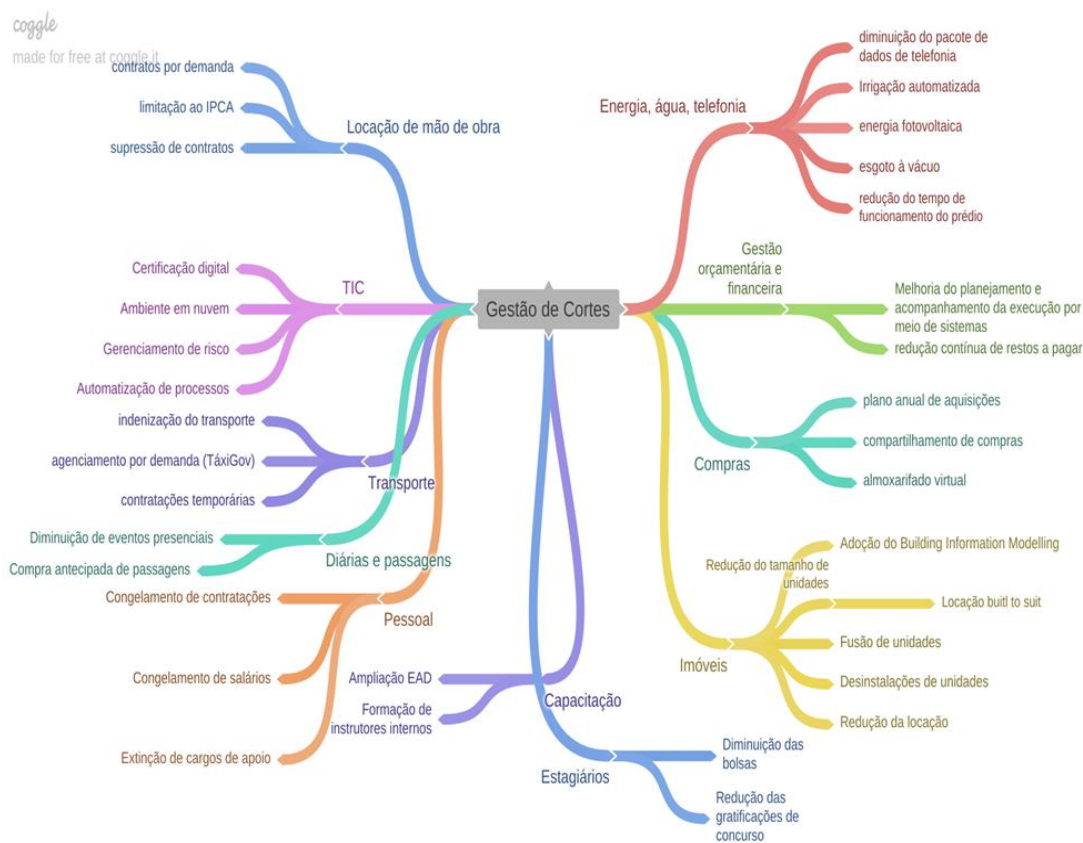 coggle
made for free at coggle.it
contratos por demanda
limitação ao IPCA
supressão de contratos
Locação de mão de obra
Certificação digital
Ambiente em nuvem
Gerenciamento de risco
Automatização de processos
TIC
indenização do transporte
agenciamento por demanda (TáxiGov)
contratações temporárias
Transporte
Diminuição de eventos presenciais
Compra antecipada de passagens
Diárias e passagens
Congelamento de contratações
Congelamento de salários
Extinção de cargos de apoio
Pessoal
Gestão de Cortes
Energia, água, telefonia
diminuição do pacote de
dados de telefonia
Irrigação automatizada
energia fotovoltaica
esgoto à vácuo
redução do tempo de
funcionamento do prédio
Gestão
orçamentária e
financeira
Melhoria do planejamento e
acompanhamento da execução por
meio de sistemas
redução contínua de restos a pagar
Compras
plano anual de aquisições
compartilhamento de compras
almoxarifado virtual
Imóveis
Adoção do Building Information Modelling
Redução do tamanho de
unidades
Locação buitl to suit
Fusão de unidades
Desinstalações de unidades
Redução da locação
Ampliação EAD
Formação de
instrutores internos
Capacitação
Estagiários
Diminuição das
bolsas
Redução das
gratificações de
concurso